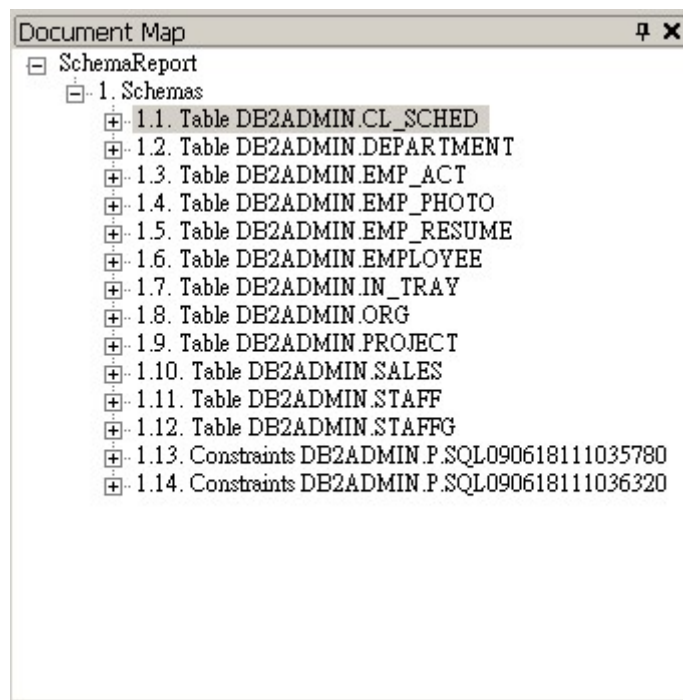 Document Map
SchemaReport
1. Schemas
1.1. Table DB2ADMIN.CL_SCHED
1.2. Table DB2ADMIN.DEPARTMENT
1.3. Table DB2ADMIN.EMP_ACT
1.4. Table DB2ADMIN.EMP_PHOTO
1.5. Table DB2ADMIN.EMP_RESUME
1.6. Table DB2ADMIN.EMPLOYEE
1.7. Table DB2ADMIN.IN_TRAY
1.8. Table DB2ADMIN.ORG
1.9. Table DB2ADMIN.PROJECT
1.10. Table DB2ADMIN.SALES
1.11. Table DB2ADMIN.STAFF
1.12. Table DB2ADMIN.STAFFG
1.13. Constraints DB2ADMIN.P.SQL090618111035780
1.14. Constraints DB2ADMIN.P.SQL090618111036320